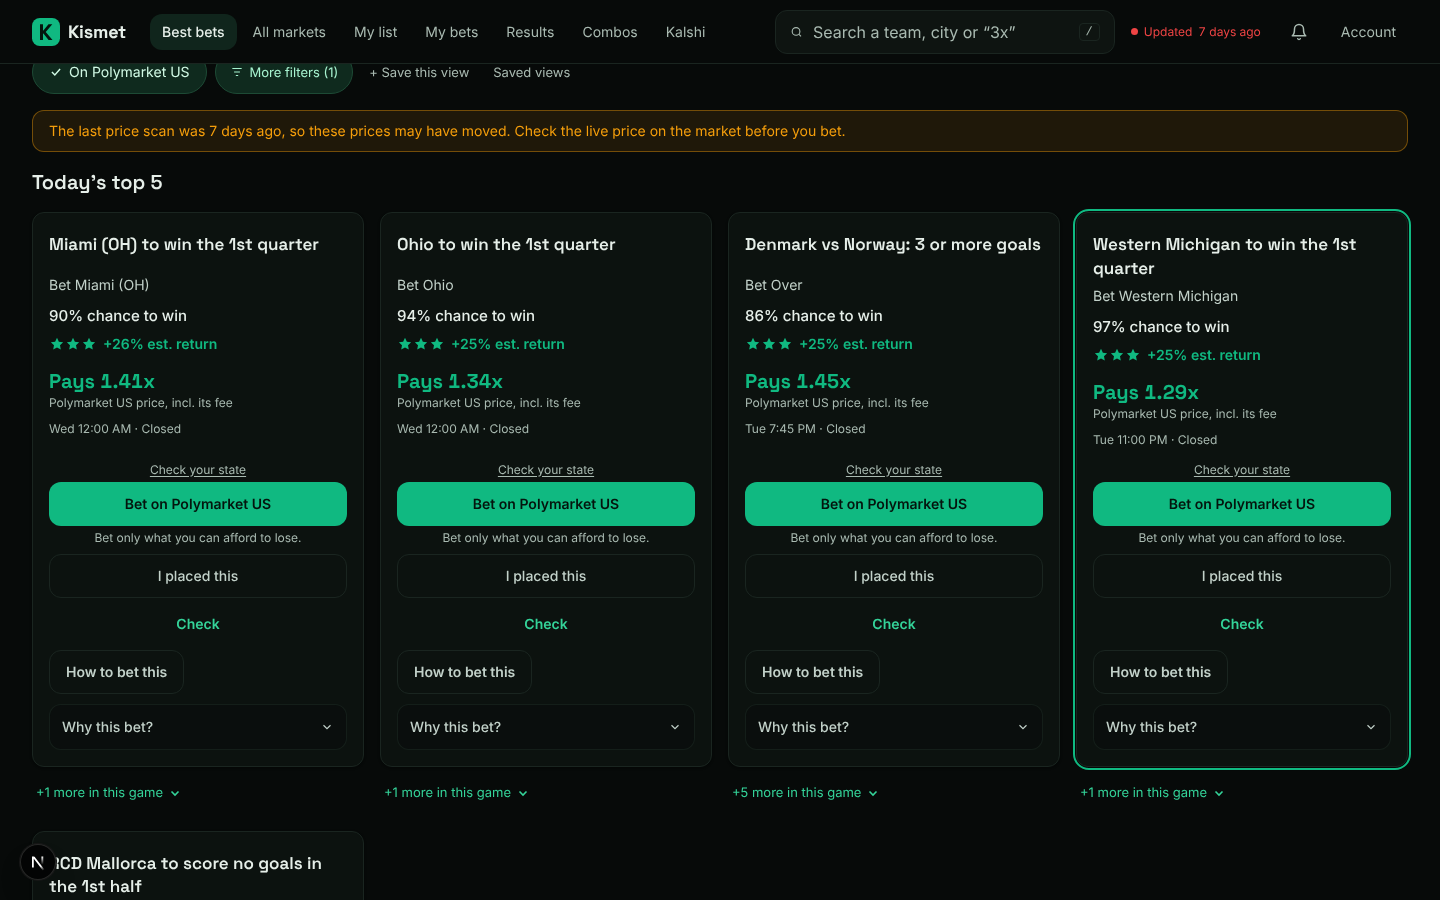 Kismet
Best bets
All markets
My list
My bets
Results
Combos
Kalshi
Search a team, city or “3x”
/
Updated 7 days ago
Account
On Polymarket US
More filters (1)
+ Save this view
Saved views
The last price scan was 7 days ago, so these prices may have moved. Check the live price on the market before you bet.
Today’s top 5
Miami (OH) to win the 1st quarter
Bet Miami (OH)
90% chance to win
+26% est. return
Pays 1.41x
Polymarket US price, incl. its fee
Wed 12:00 AM · Closed
Check your state
Bet on Polymarket US
Bet only what you can afford to lose.
I placed this
Check
How to bet this
Why this bet?
+1 more in this game
Ohio to win the 1st quarter
Bet Ohio
94% chance to win
+25% est. return
Pays 1.34x
Polymarket US price, incl. its fee
Wed 12:00 AM · Closed
Check your state
Bet on Polymarket US
Bet only what you can afford to lose.
I placed this
Check
How to bet this
Why this bet?
+1 more in this game
Denmark vs Norway: 3 or more goals
Bet Over
86% chance to win
+25% est. return
Pays 1.45x
Polymarket US price, incl. its fee
Tue 7:45 PM · Closed
Check your state
Bet on Polymarket US
Bet only what you can afford to lose.
I placed this
Check
How to bet this
Why this bet?
+5 more in this game
Western Michigan to win the 1st
quarter
Bet Western Michigan
97% chance to win
+25% est. return
Pays 1.29x
Polymarket US price, incl. its fee
Tue 11:00 PM · Closed
Check your state
Bet on Polymarket US
Bet only what you can afford to lose.
I placed this
Check
How to bet this
Why this bet?
+1 more in this game
Mallorca to score no goals in
the 1st half